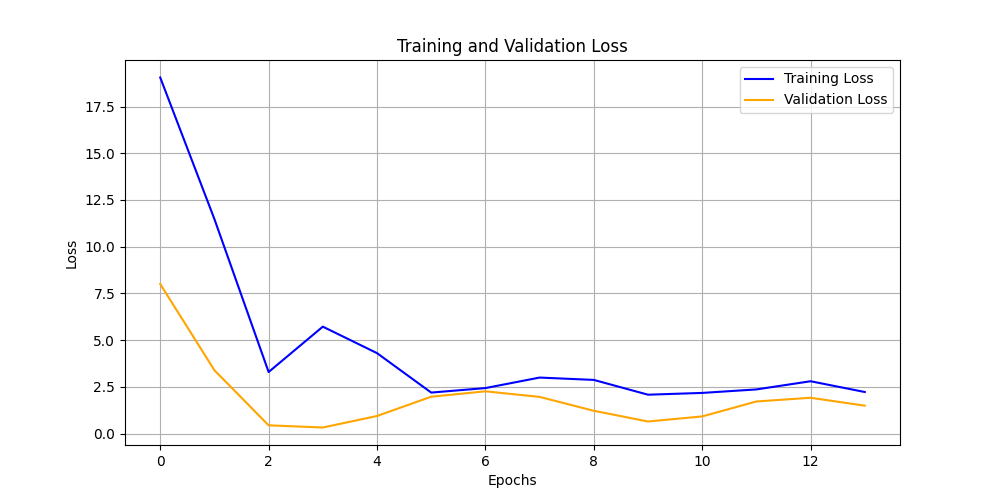 Training and Validation Loss
Training Loss
Validation Loss
17.5
15.0
12.5
10.0
7.5
5.0
2.5
0.0
Loss
0 2 4 6 8 10 12
Epochs